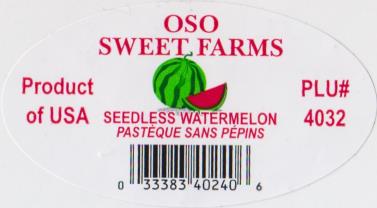 OSO
SWEET FARMS
Product
of USA
PLU#
4032
SEEDLESS WATERMELON
PASTÈQUE SANS PÉPINS
0 33383 40240 6